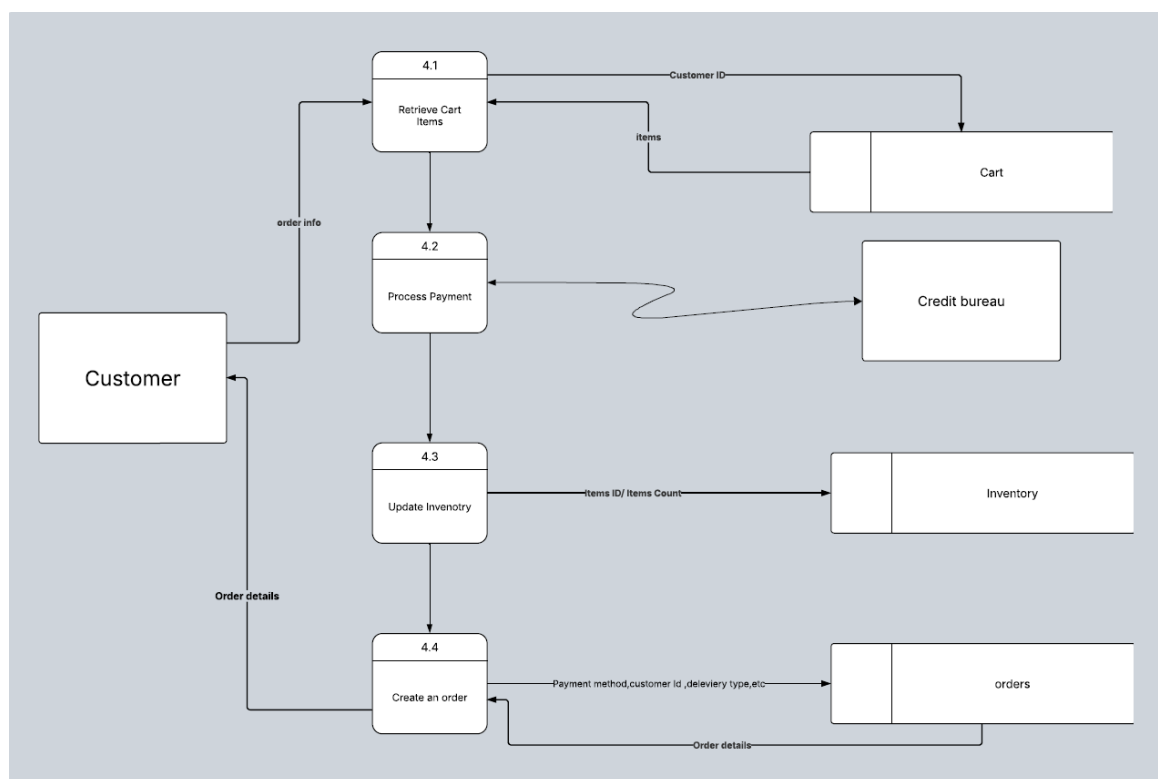 4.1
Retrieve Cart
Items
Customer ID
items
Cart
order info
4.2
Process Payment
Credit bureau
Customer
4.3
Update Invenotry
Items ID/ Items Count
Inventory
Order details
4.4
Create an order
Payment method,customer Id ,deleviery type,etc
orders
Order details